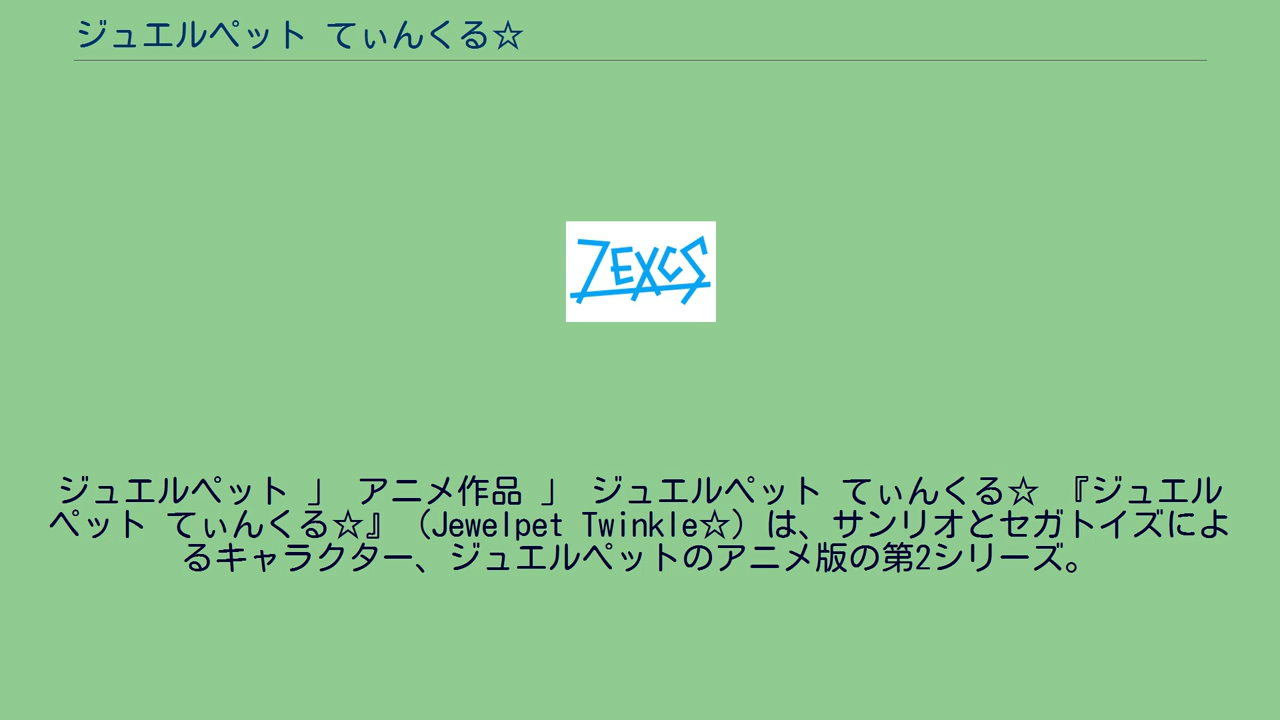 ジュエルペット てぃんくる☆
ZEXCS
ジュエルペット 」 アニメ作品 」 ジュエルペット てぃんくる☆ 『ジュエル
ペット てぃんくる☆』（Jewelpet Twinkle☆）は、サンリオとセガトイズによ
るキャラクター、ジュエルペットのアニメ版の第2シリーズ。